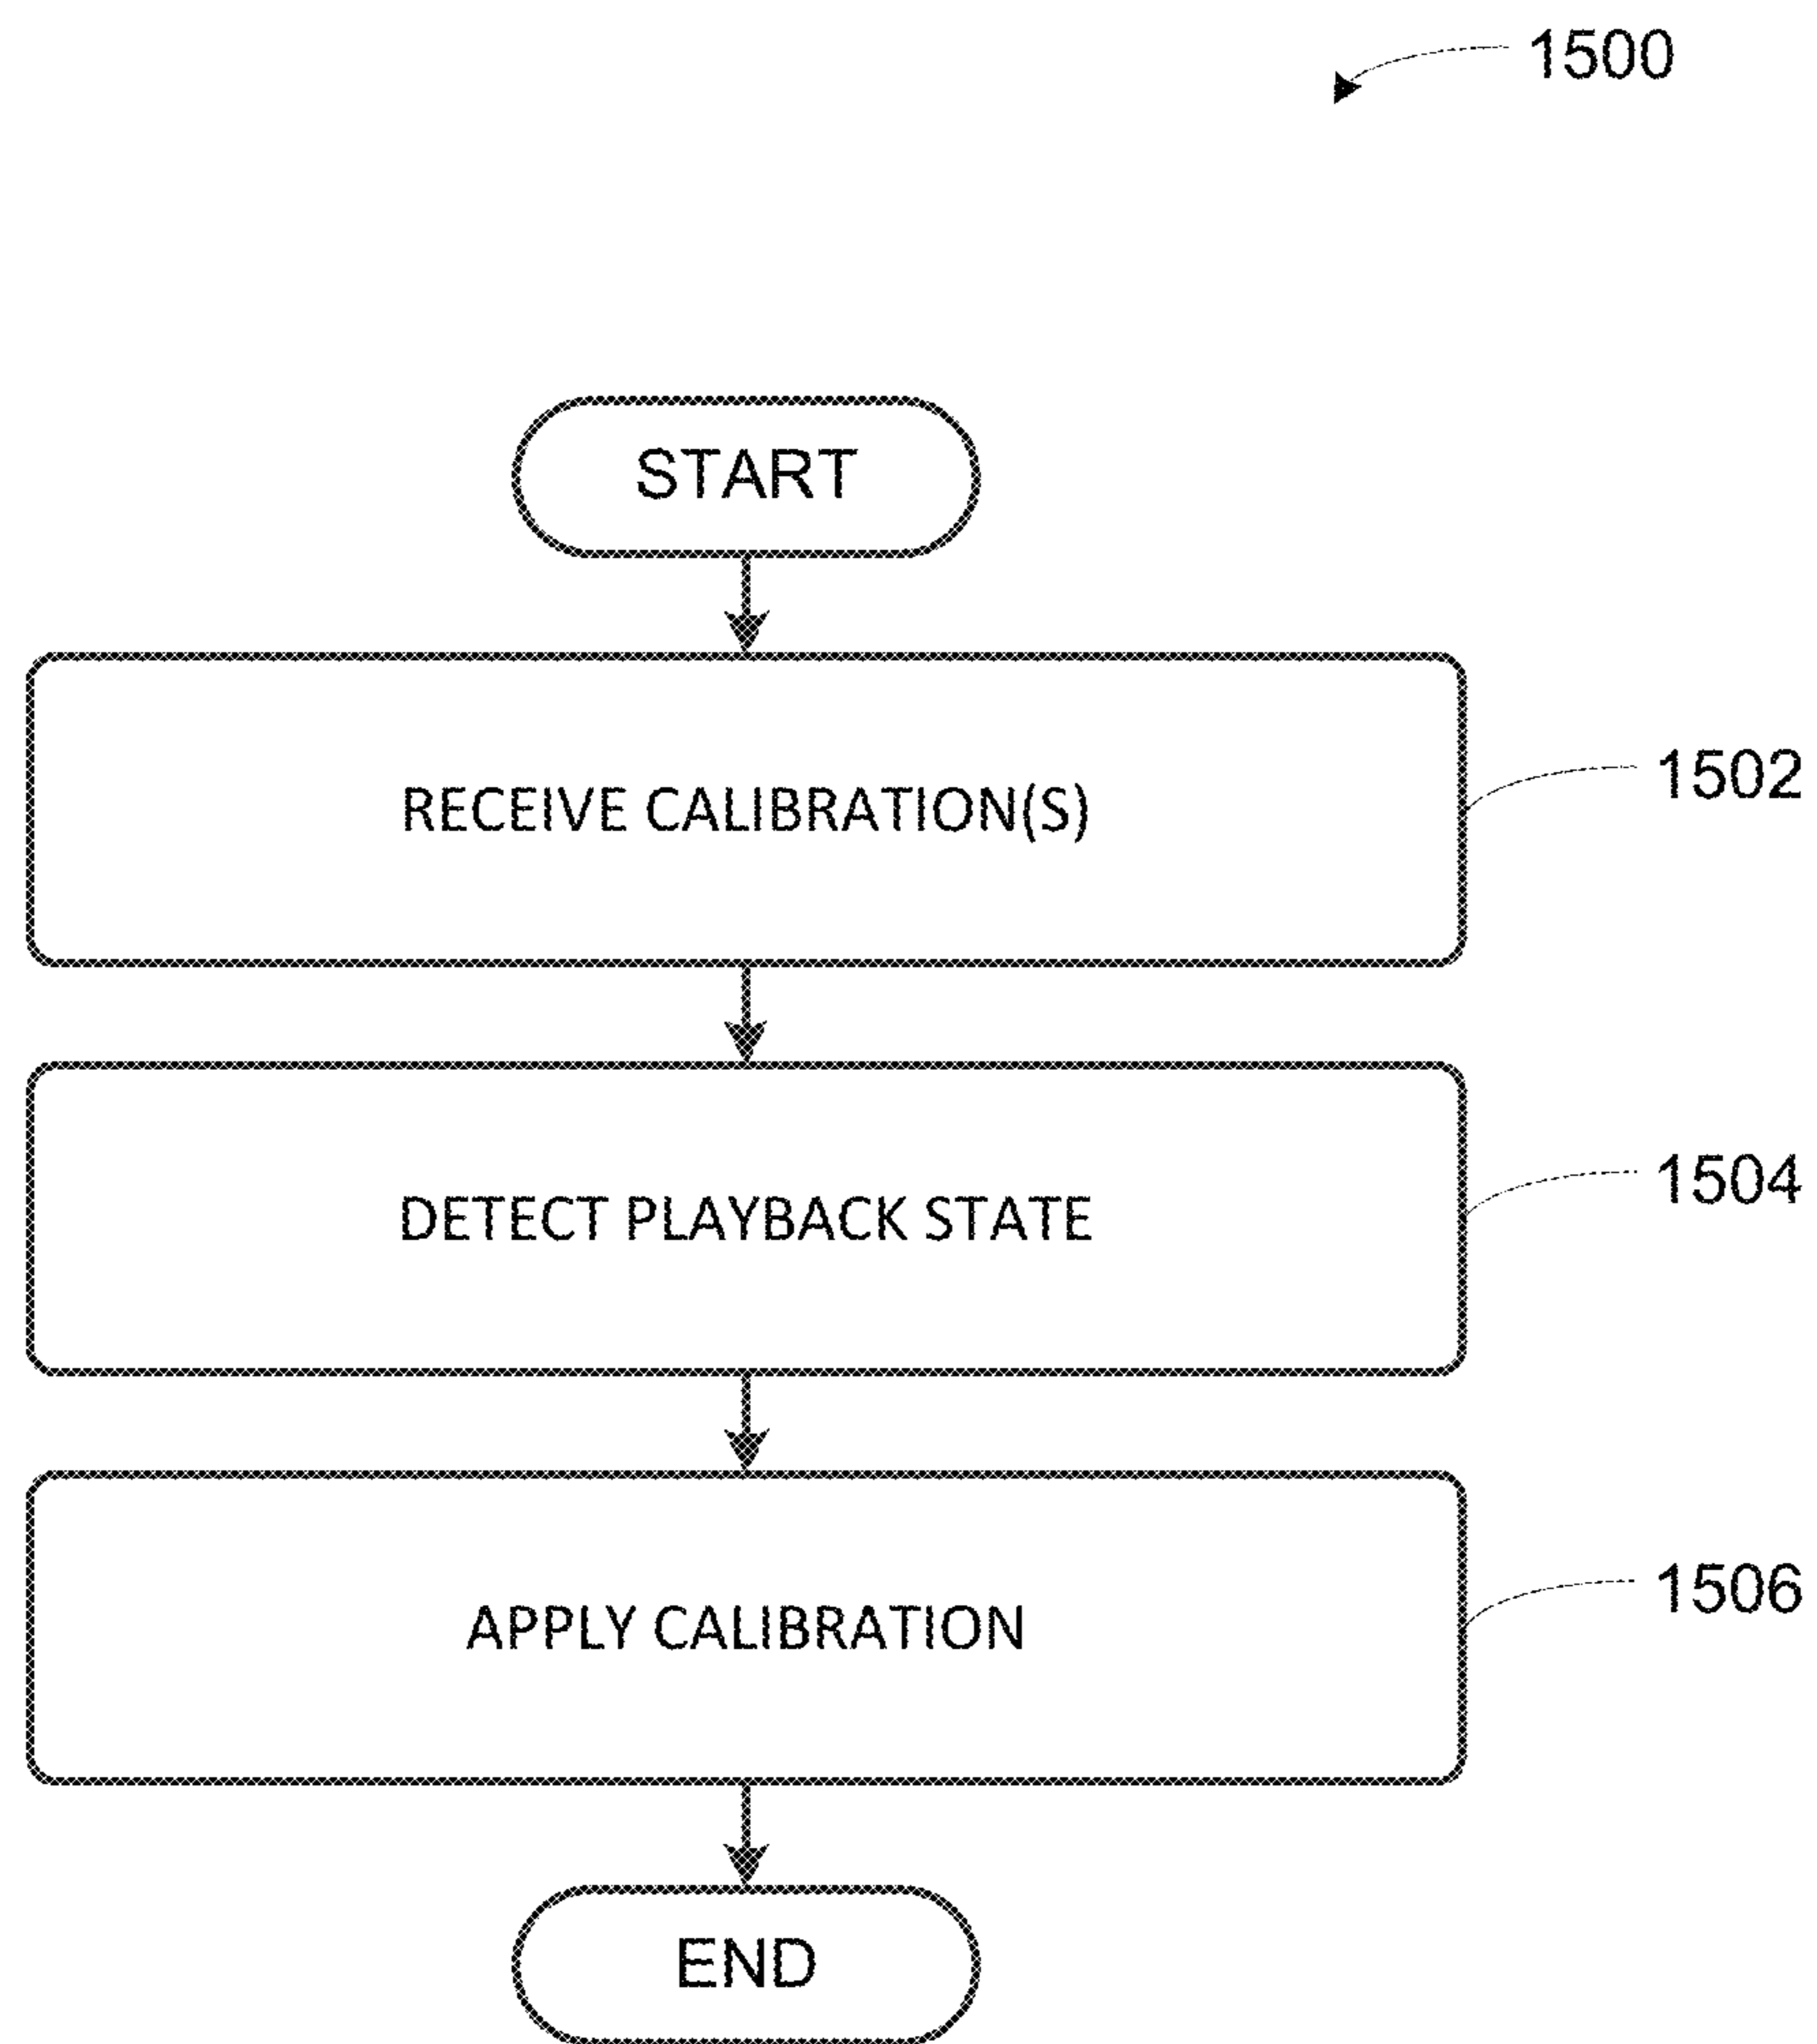 1500
START
RECEIVE CALIBRATION(S)
1502
DETECT PLAYBACK STATE
1504
APPLY CALIBRATION
1506
END